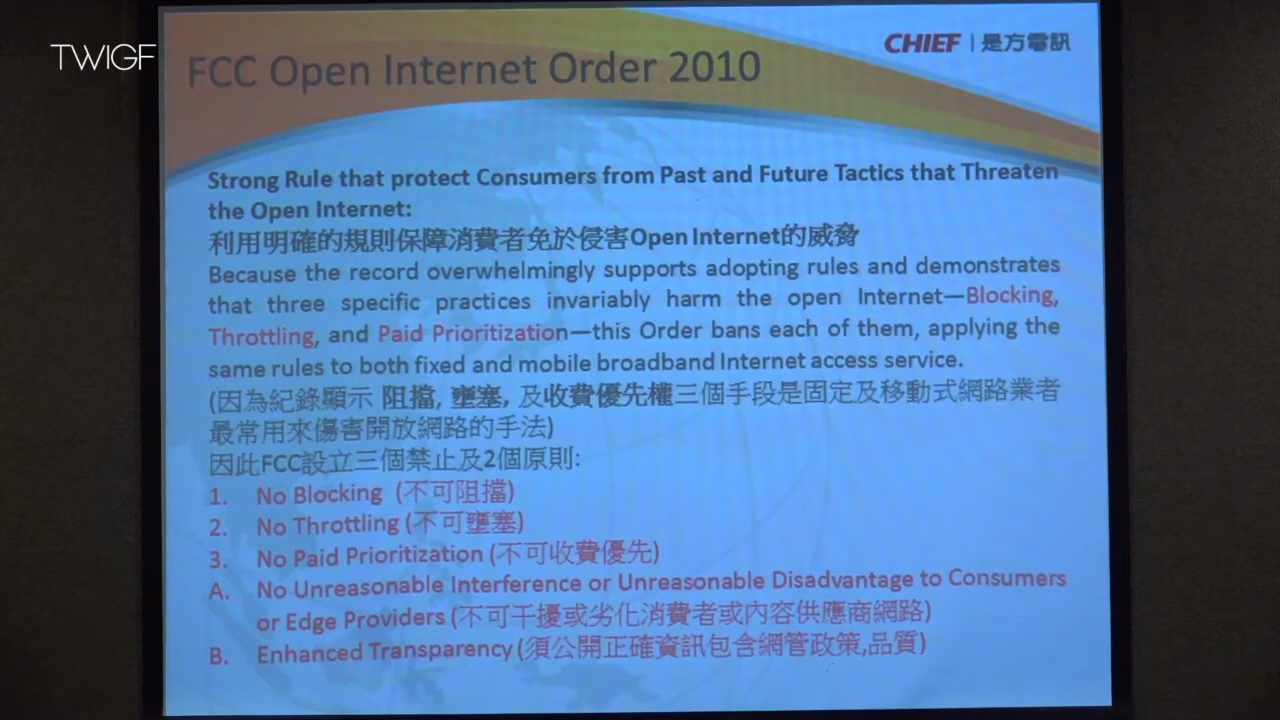 TWIGF
CHIEF | 是方電訊
FCC Open Internet Order 2010
Strong Rule that protect Consumers from Past and Future Tactics that Threaten
the Open Internet:
利用明確的規則保障消費者免於侵害Open Internet的威脅
Because the record overwhelmingly supports adopting rules and demonstrates
that three specific practices invariably harm the open Internet—Blocking,
Throttling, and Paid Prioritization—this Order bans each of them, applying the
same rules to both fixed and mobile broadband Internet access service.
(因為紀錄顯示 阻擋, 壅塞, 及收費優先權三個手段是固定及移動式網路業者
最常用來傷害開放網路的手法)
因此FCC設立三個禁止及2個原則:
1. No Blocking (不可阻擋)
2. No Throttling (不可壅塞)
3. No Paid Prioritization (不可收費優先)
A. No Unreasonable Interference or Unreasonable Disadvantage to Consumers
or Edge Providers (不可干擾或劣化消費者或內容供應商網路)
B. Enhanced Transparency (須公開正確資訊包含網管政策,品質)